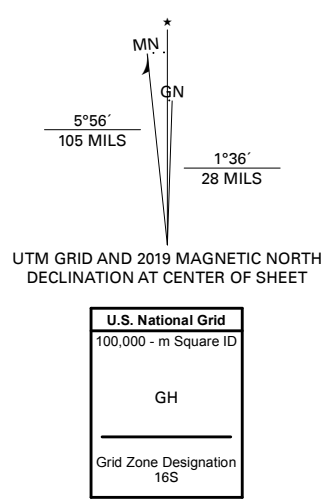 MN
GN
5°56´
105 MILS
1°36´
28 MILS
UTM GRID AND 2019 MAGNETIC NORTH
DECLINATION AT CENTER OF SHEET
U.S. National Grid
100,000 - m Square ID
GH
Grid Zone Designation
16S